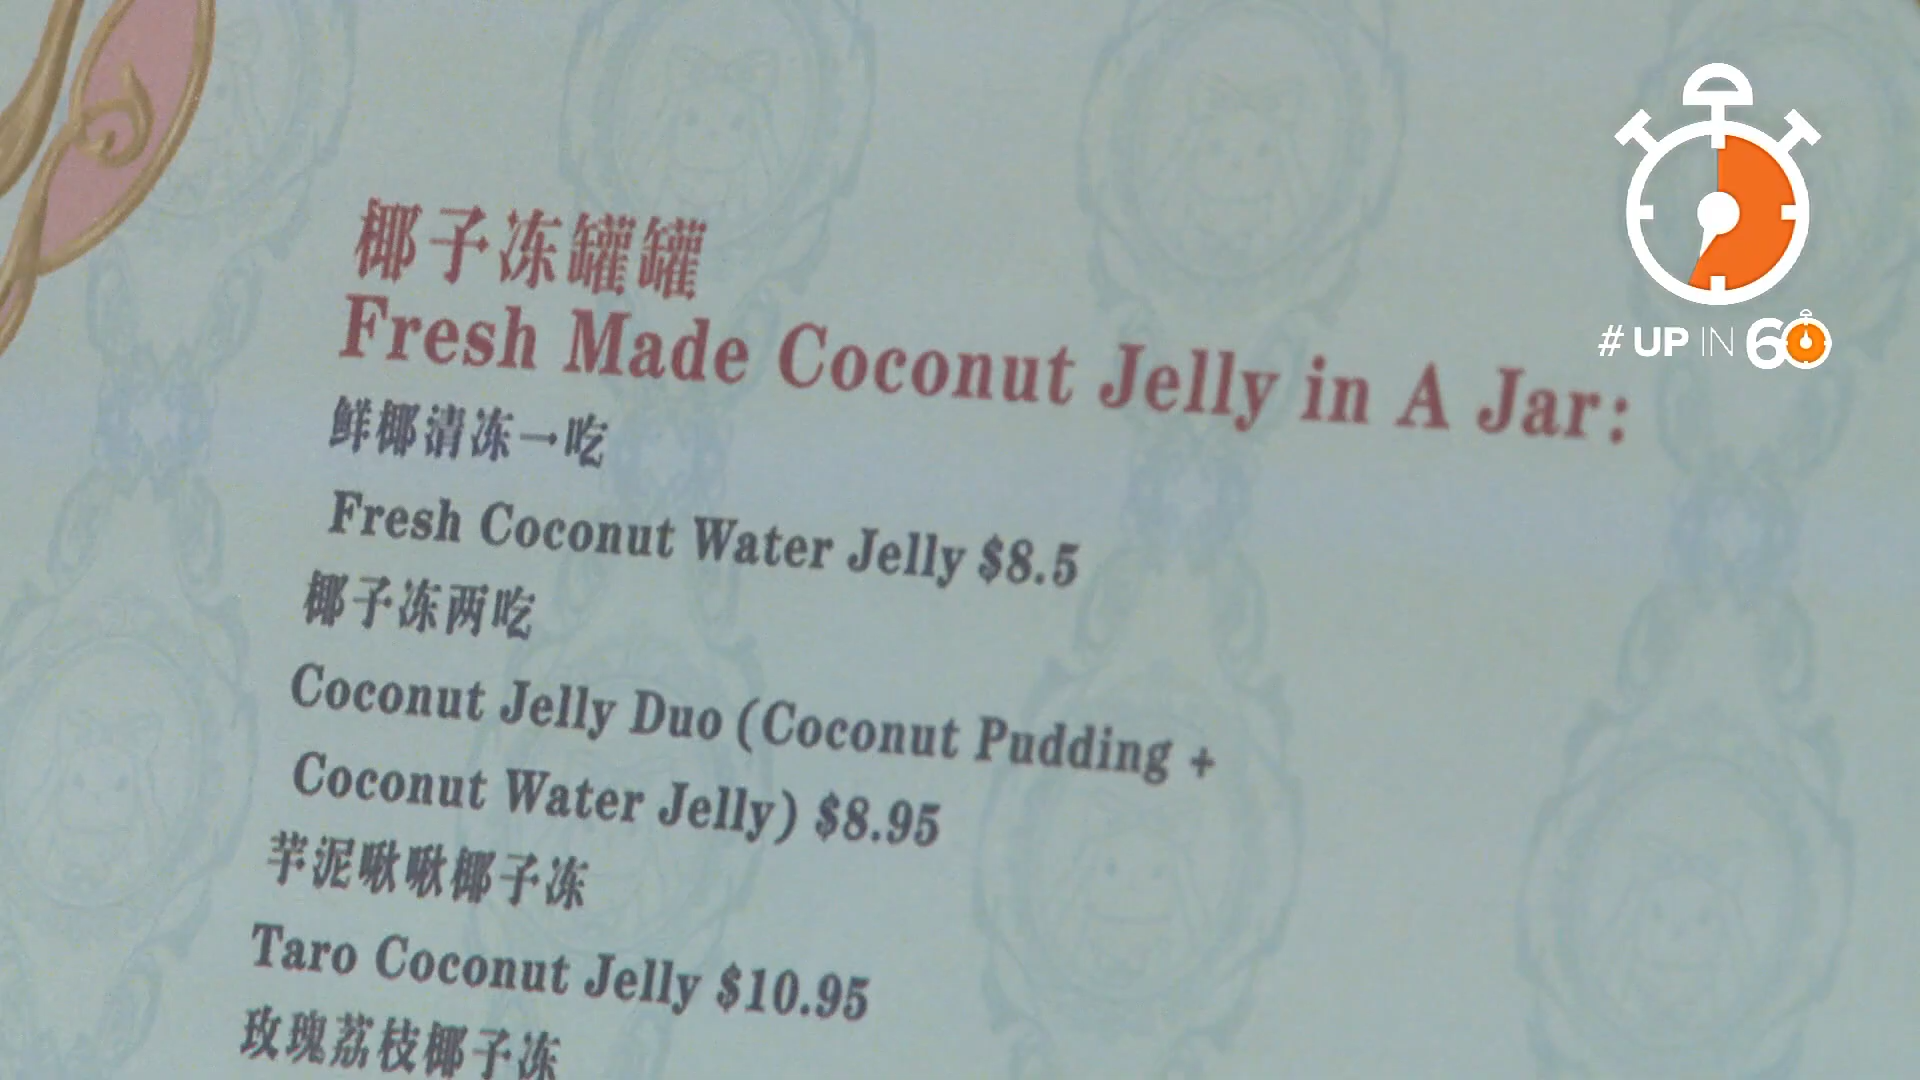 椰子冻罐罐
Fresh Made Coconut Jelly in A Jar:
鲜椰清冻一吃
Fresh Coconut Water Jelly $8.5
椰子冻两吃
Coconut Jelly Duo (Coconut Pudding +
Coconut Water Jelly) $8.95
芋泥啾啾椰子冻
Taro Coconut Jelly $10.95
玫瑰荔枝椰子冻
# UP IN 60